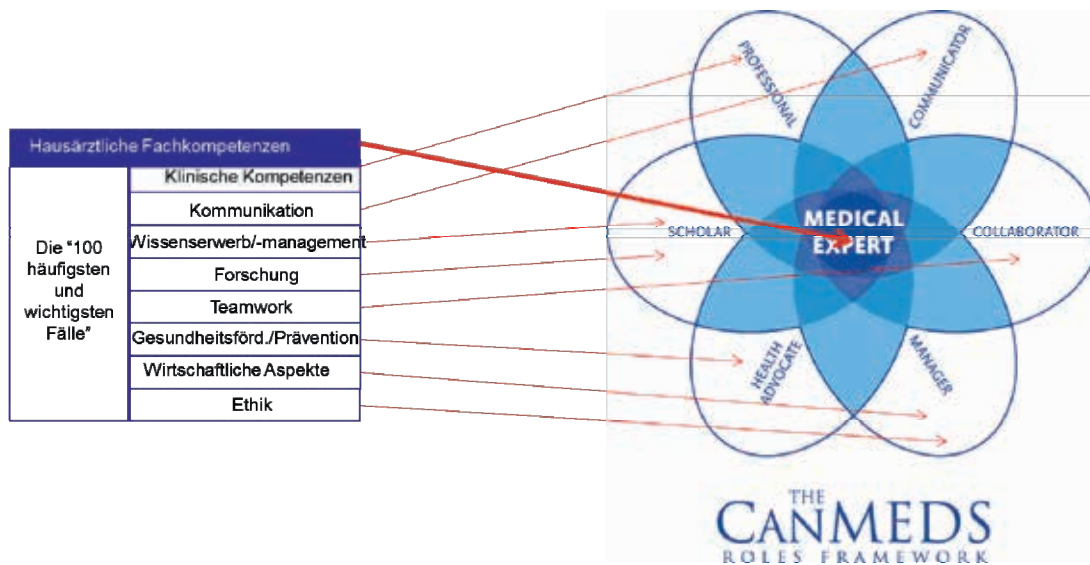 Hausärztliche Fachkompetenzen
Die "100
häufigsten
und
wichtigsten
Fälle"
Klinische Kompetenzen
Kommunikation
Wissenserwerb/-management
Forschung
Teamwork
Gesundheitsförd./Prävention
Wirtschaftliche Aspekte
Ethik
PROFESSIONAL
COMMUNICATOR
SCHOLAR
MEDICAL
EXPERT
COLLABORATOR
HEALTH
ADVOCATE
MANAGER
THE
CANMEDS
ROLES FRAMEWORK